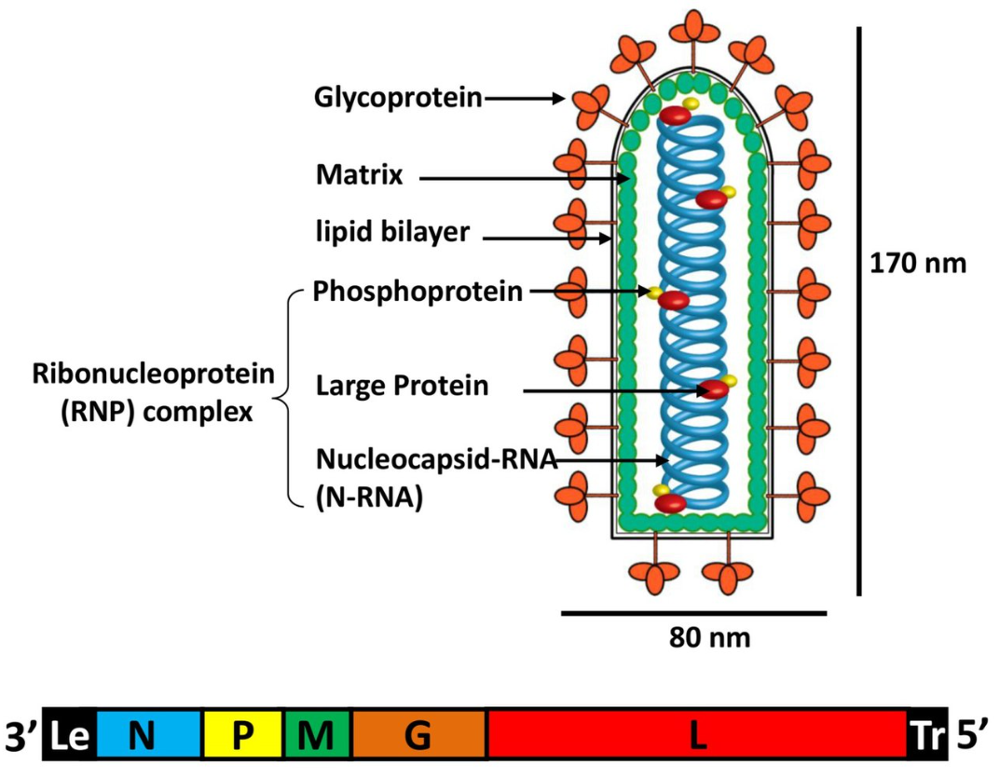 Glycoprotein
Matrix
lipid bilayer
Phosphoprotein
Ribonucleoprotein
(RNP) complex
Large Protein
Nucleocapsid-RNA
(N-RNA)
170 nm
80 nm
3’ Le N P M G L Tr 5’